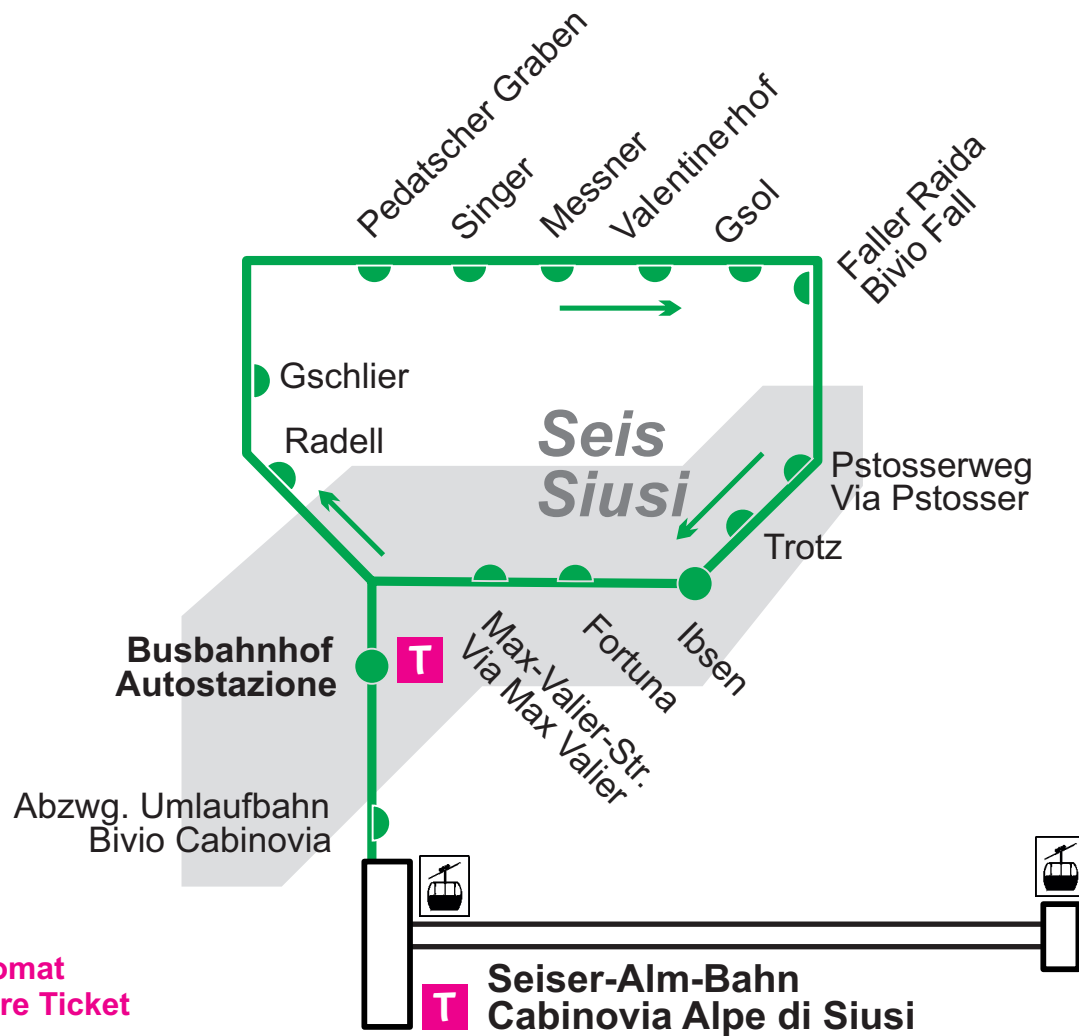 Pedatscher Graben
Singer
Messner
Valentinerhof
Gsol
Faller Raida
Bivio Fall
Gschlier
Radell
Seis
Siusi
Pstosserweg
Via Pstosser
Trotz
Ibsen
Fortuna
Max-Valier-Str.
Via Max Valier
Busbahnhof
Autostazione
T
Abzwg. Umlaufbahn
Bivio Cabinovia
omat
re Ticket
T
Seiser-Alm-Bahn
Cabinovia Alpe di Siusi